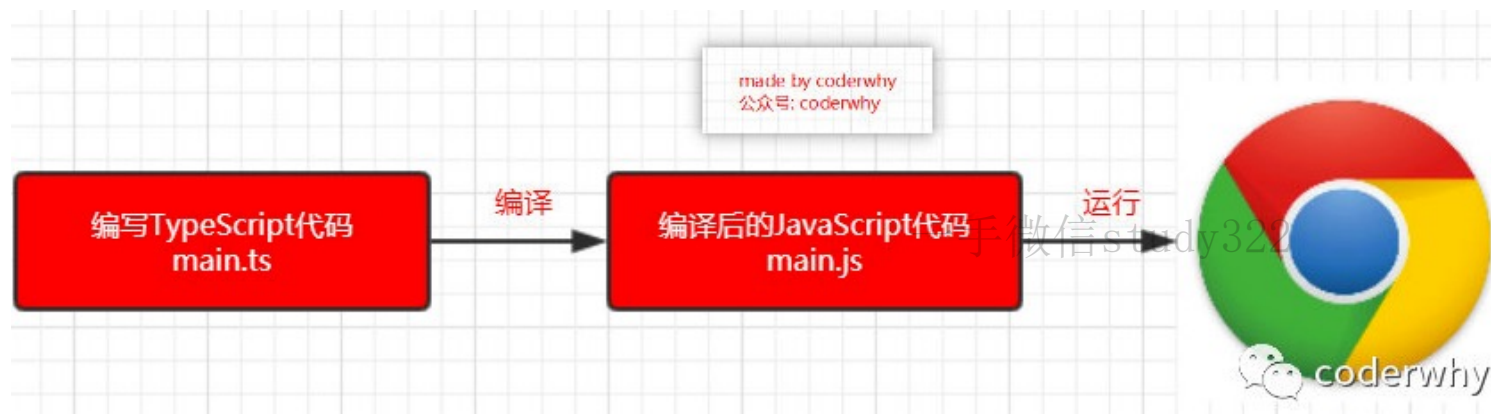 made by coderwhy
公众号: coderwhy
编写TypeScript代码
main.ts
编译
编译后的JavaScript代码
main.js
运行
手微信study322
coderwhy